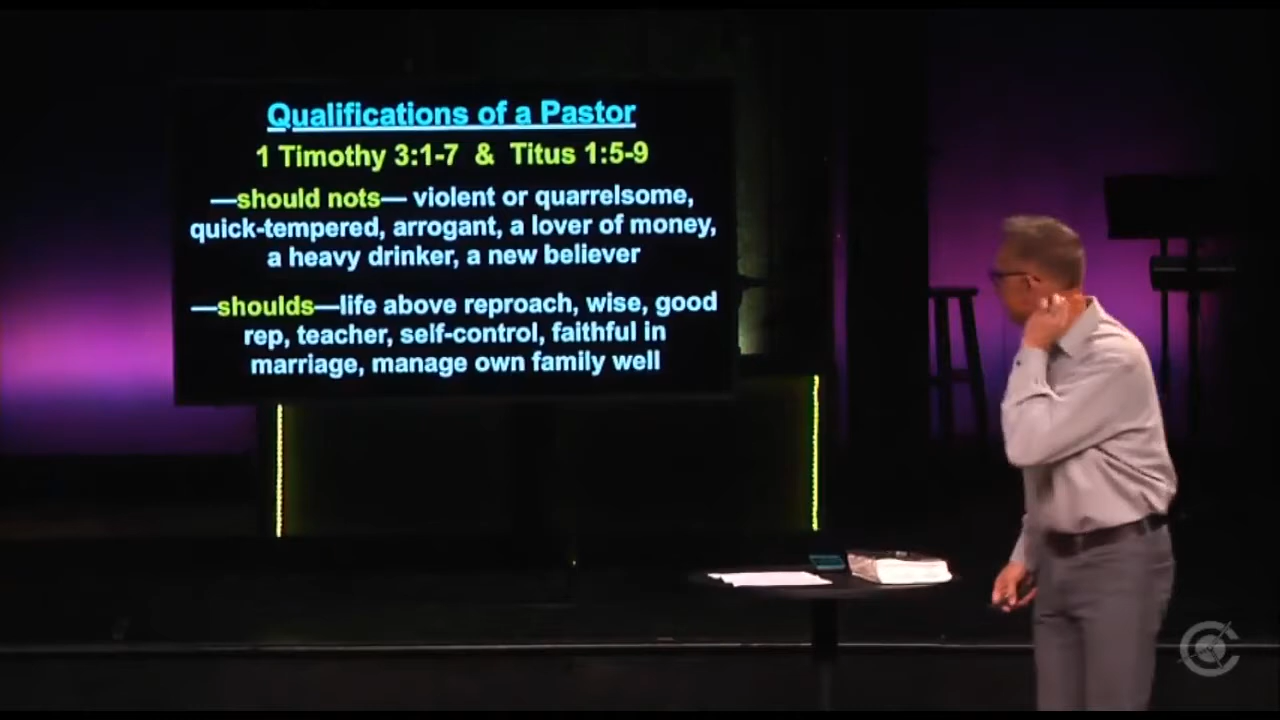 Qualifications of a Pastor
1 Timothy 3:1-7 & Titus 1:5-9
—should nots— violent or quarrelsome,
quick-tempered, arrogant, a lover of money,
a heavy drinker, a new believer
—shoulds—life above reproach, wise, good
rep, teacher, self-control, faithful in
marriage, manage own family well